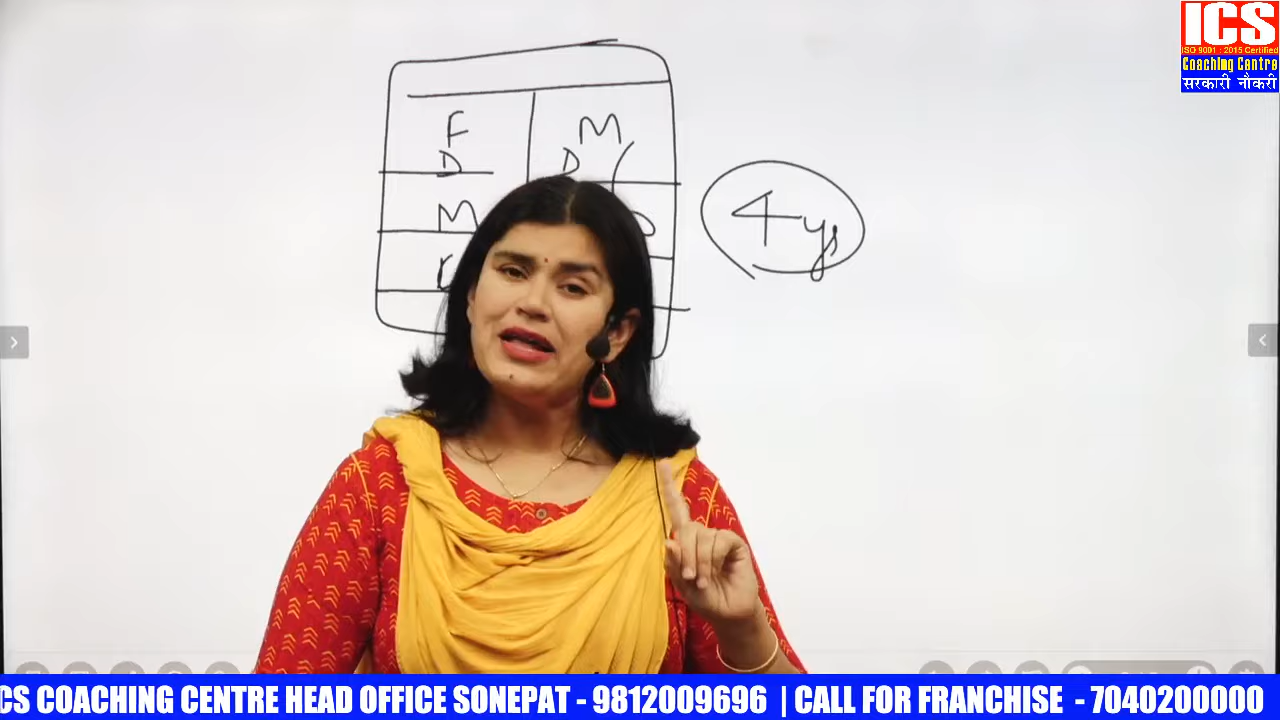 ICS
ISO 9001 : 2015 Certified
Coaching Centre
सरकारी नौकरी
F
M
D
D
M
4 ys
CS COACHING CENTRE HEAD OFFICE SONEPAT - 9812009696 | CALL FOR FRANCHISE - 7040200000